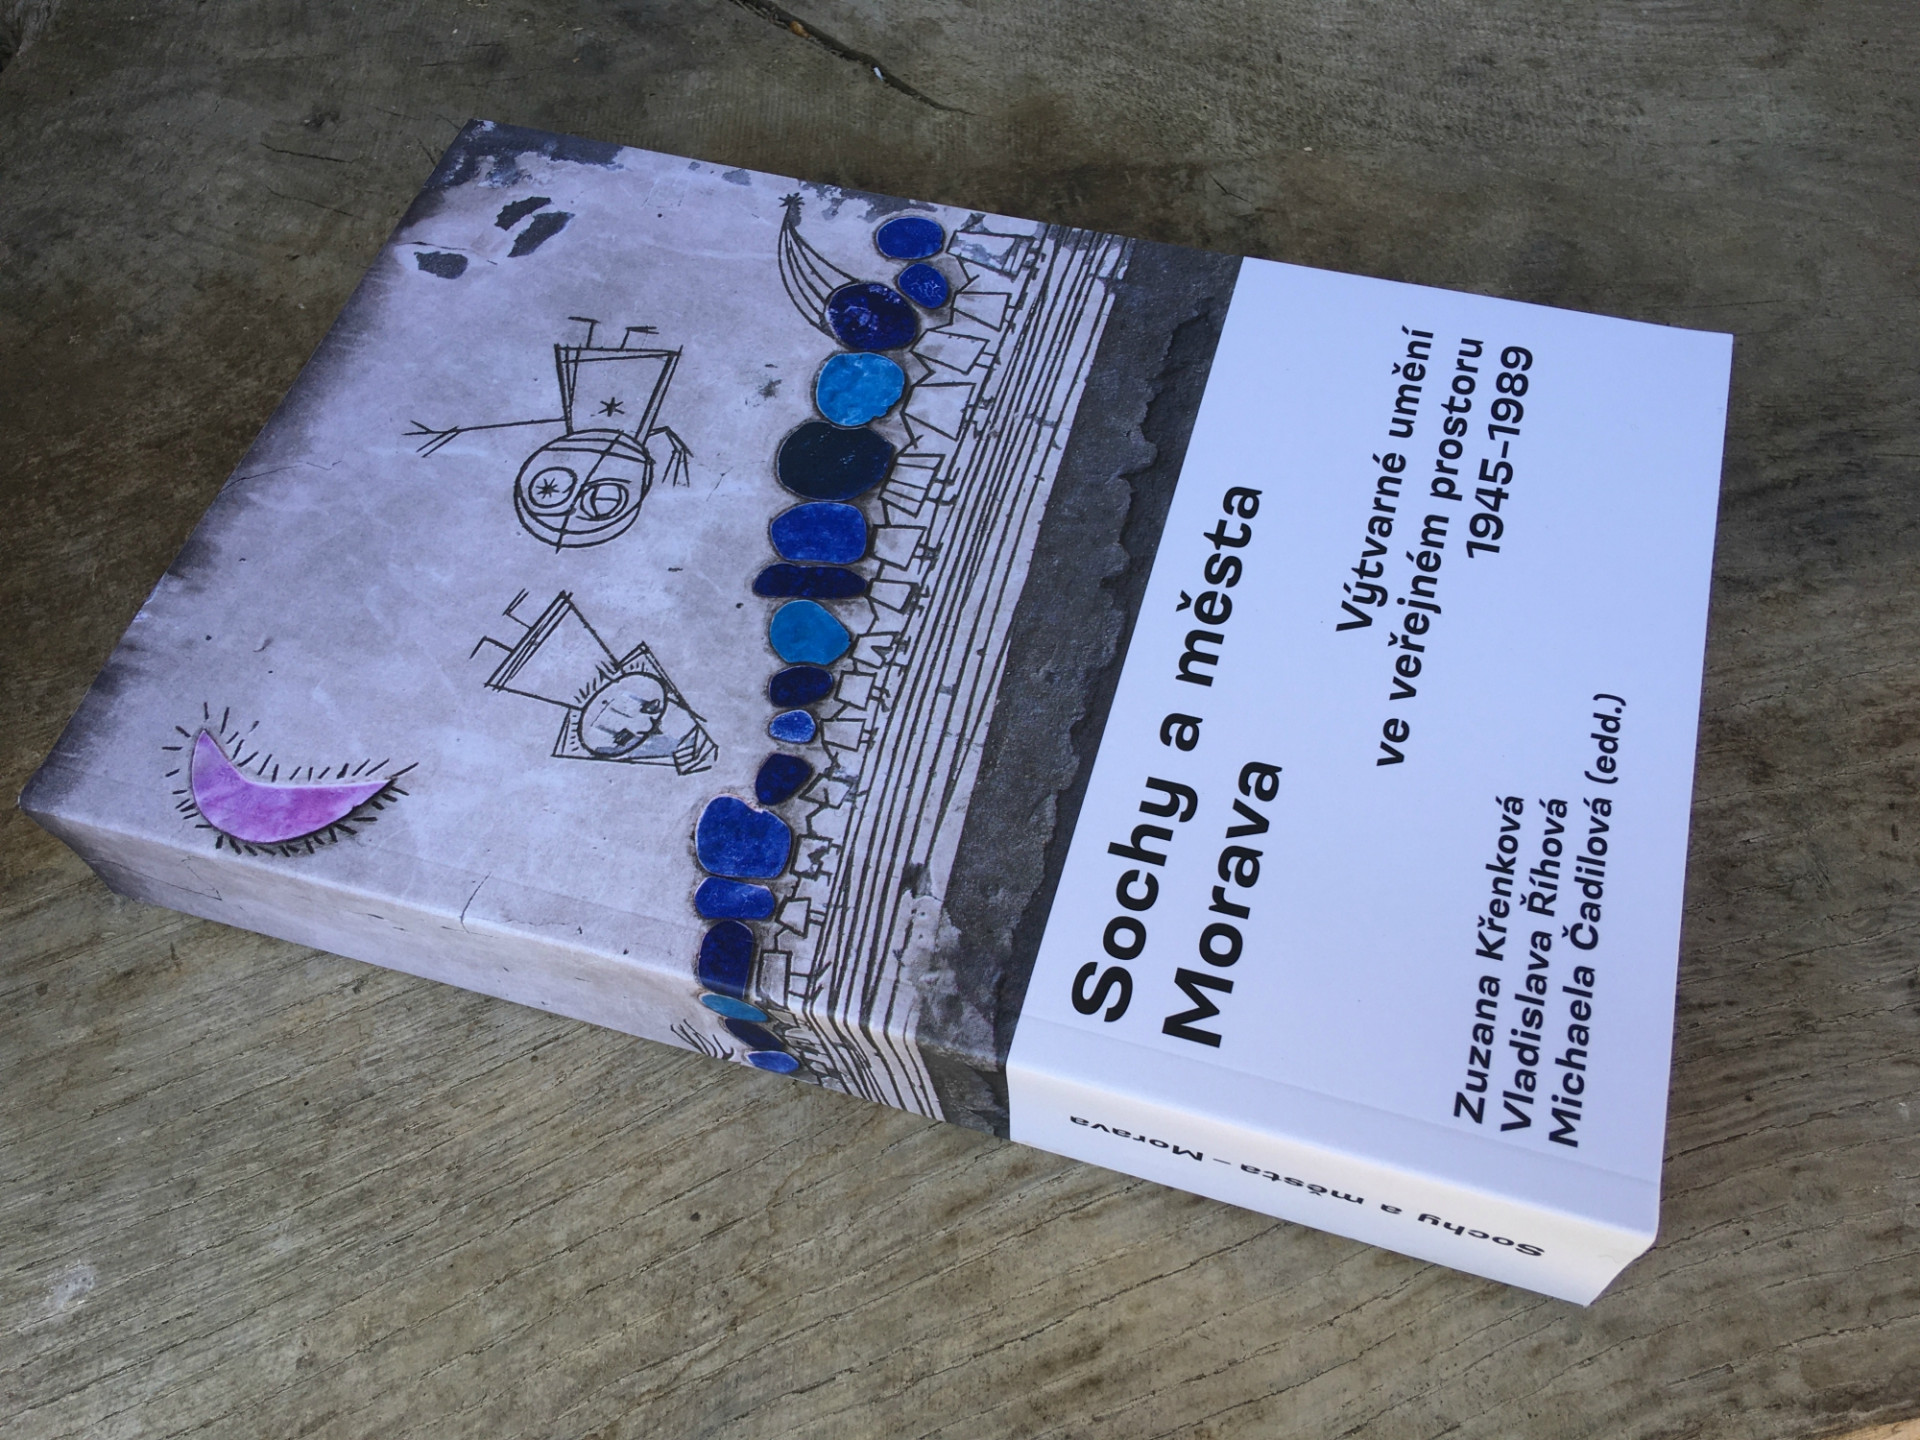 Sochy a města
Morava
Výtvarné umění
ve veřejném prostoru
1945–1989
Zuzana Křenková
Vladislava Říhová
Michaela Čadilová (edd.)
Sochy a města – Morava